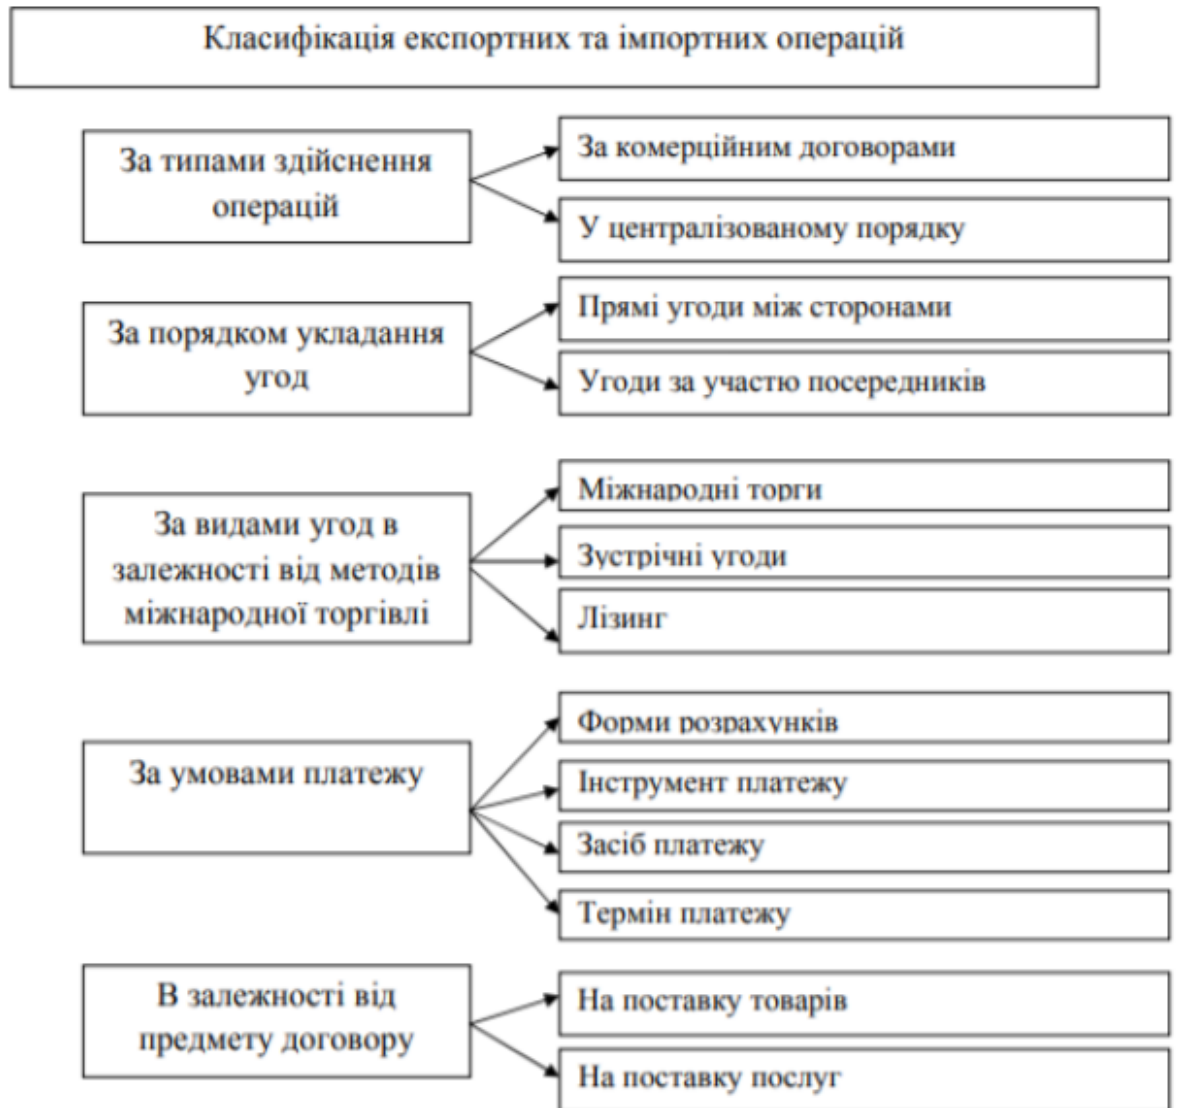 Класифікація експортних та імпортних операцій
За типами здійснення
операцій
За комерційним договорами
У централізованому порядку
За порядком укладання
угод
Прямі угоди між сторонами
Угоди за участю посередників
За видами угод в
залежності від методів
міжнародної торгівлі
Міжнародні торги
Зустрічні угоди
Лізинг
За умовами платежу
Форми розрахунків
Інструмент платежу
Засіб платежу
Термін платежу
В залежності від
предмету договору
На поставку товарів
На поставку послуг